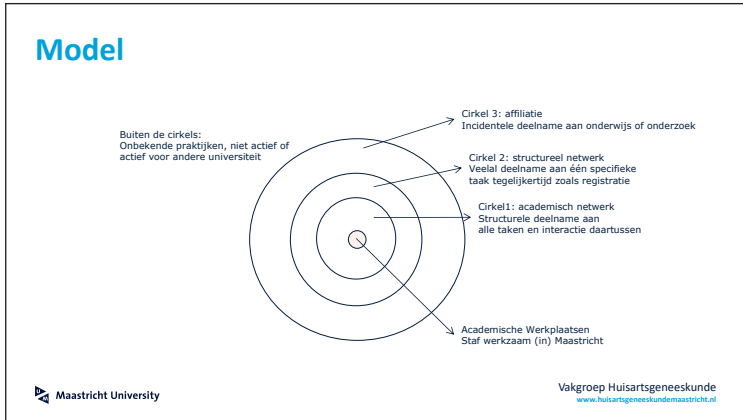 Model
Buiten de cirkels:
Onbekende praktijken, niet actief of
actief voor andere universiteit
Cirkel 3: affiliatie
Incidentele deelname aan onderwijs of onderzoek
Cirkel 2: structureel netwerk
Veelal deelname aan één specifieke
taak tegelijkertijd zoals registratie
Cirkel1: academisch netwerk
Structurele deelname aan
alle taken en interactie daartussen
Academische Werkplaatsen
Staf werkzaam (in) Maastricht
UM Maastricht University
Vakgroep Huisartsgeneeskunde
www.huisartsgeneeskundemaastricht.nl